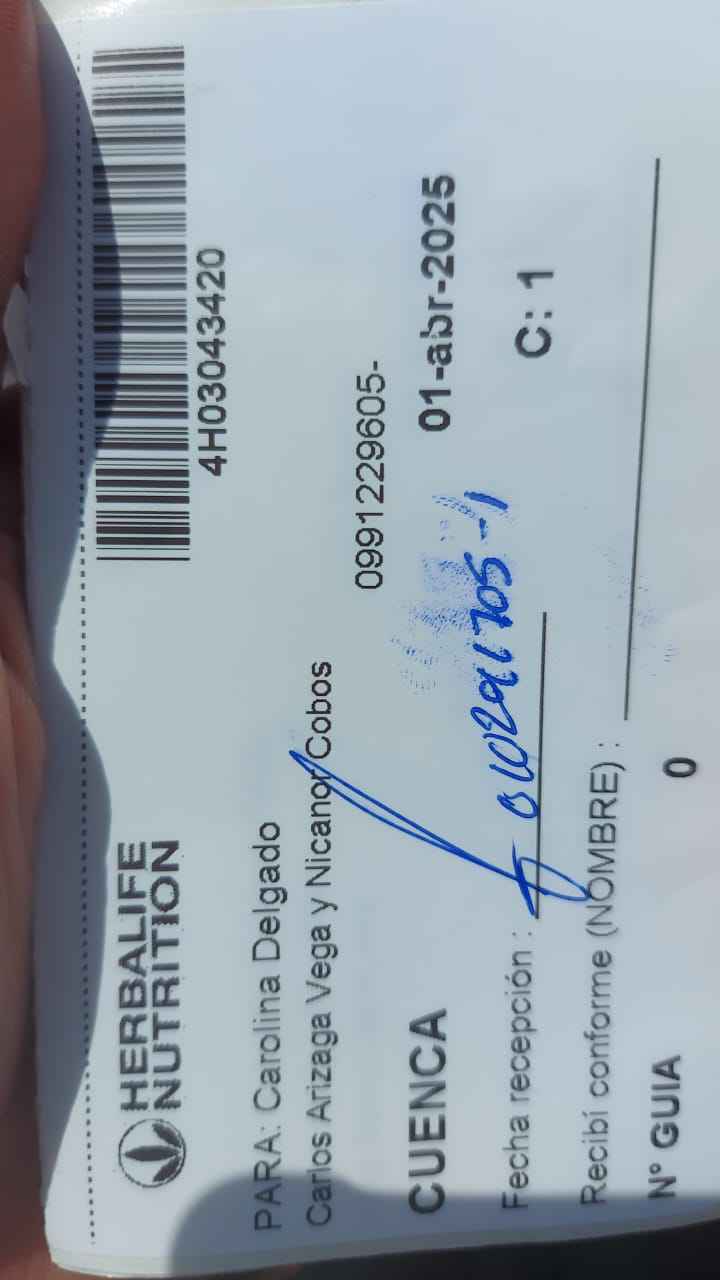 HERBALIFE
NUTRITION
4H03043420
PARA: Carolina Delgado
Carlos Arizaga Vega y Nicanor Cobos
0991229605-
CUENCA
01-abr-2025
Fecha recepción :
C: 1
Recibí conforme (NOMBRE) :
N° GUIA 0